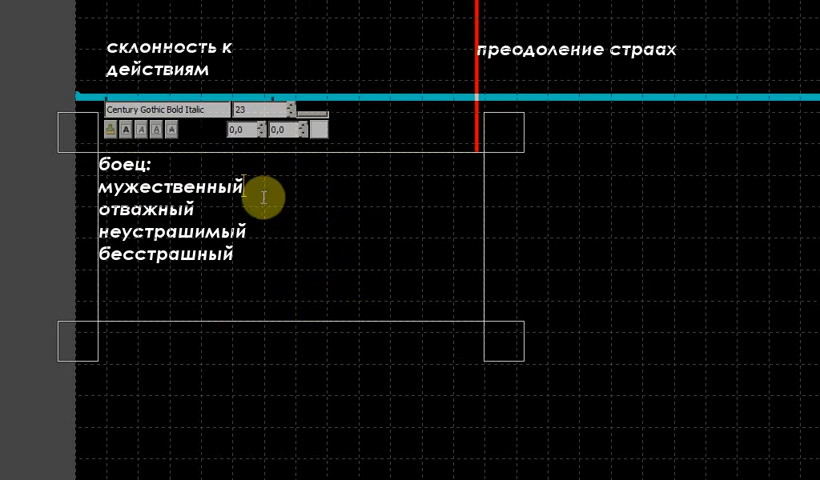 склонность к
действиям
преодоление страах
Century Gothic Bold Italic
23
0,0
0,0
боец:
мужественный
отважный
неустрашимый
бесстрашный